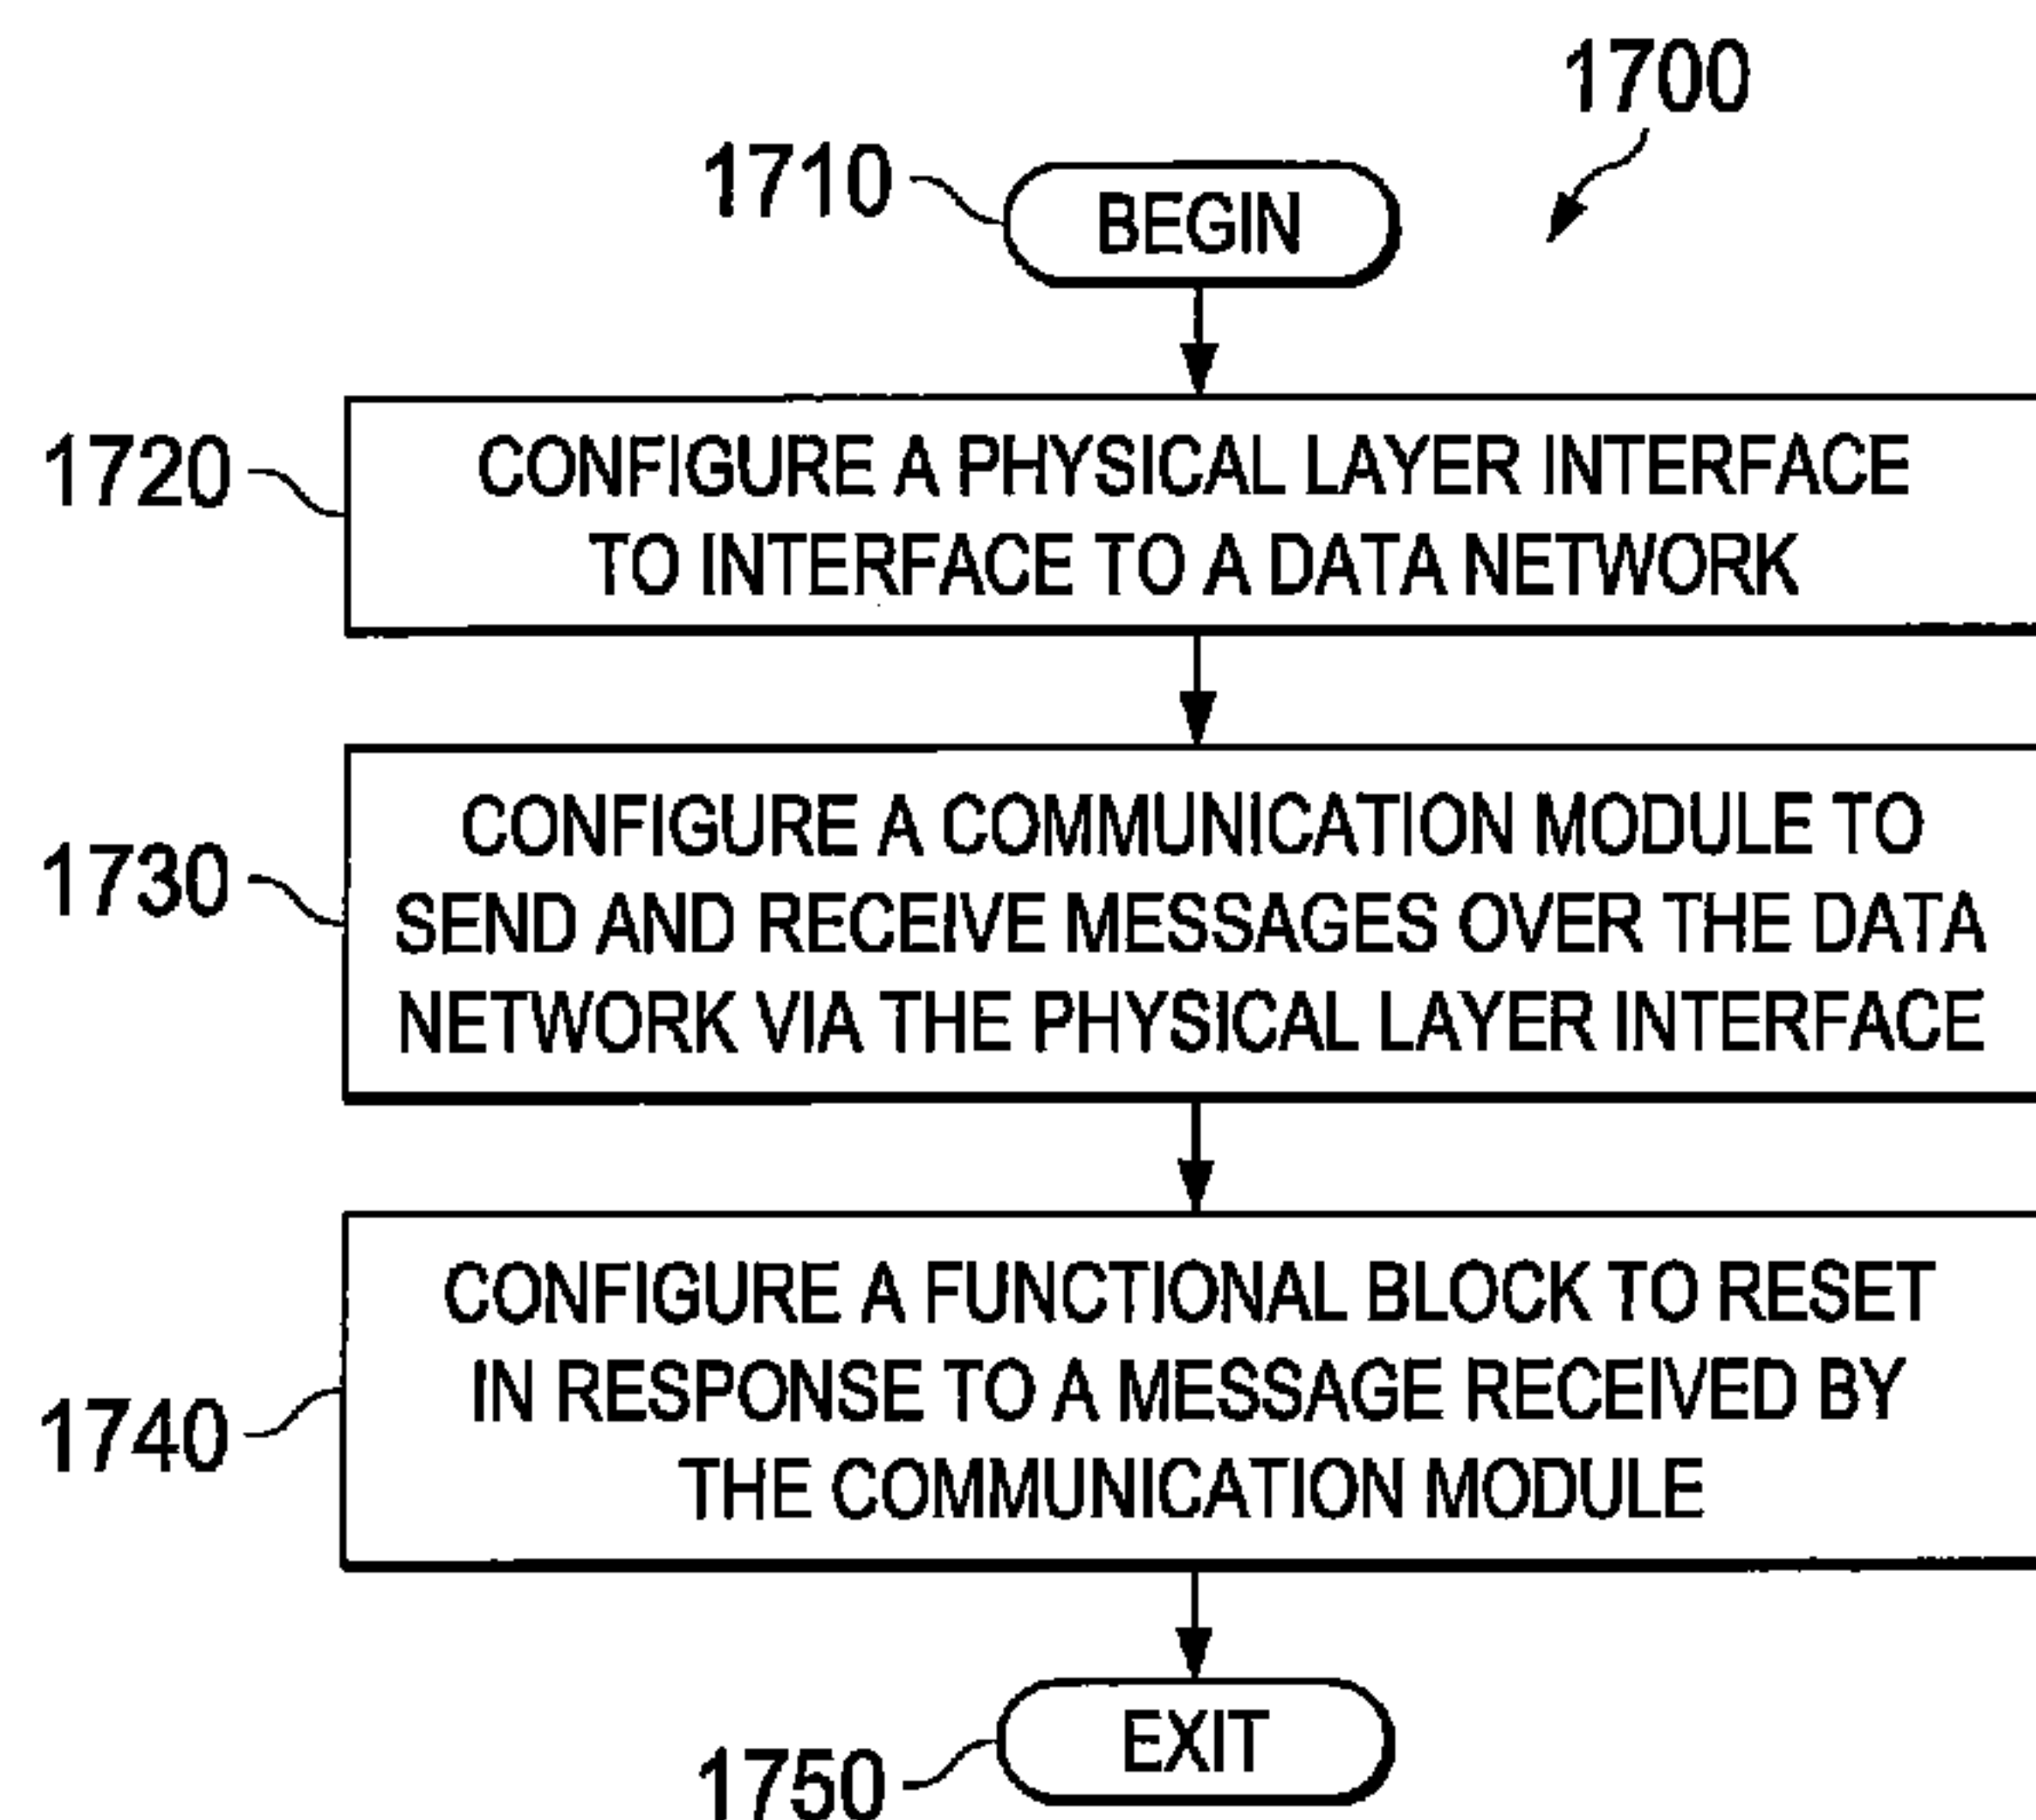 1700
1710
BEGIN
1720
CONFIGURE A PHYSICAL LAYER INTERFACE
TO INTERFACE TO A DATA NETWORK
1730
CONFIGURE A COMMUNICATION MODULE TO
SEND AND RECEIVE MESSAGES OVER THE DATA
NETWORK VIA THE PHYSICAL LAYER INTERFACE
1740
CONFIGURE A FUNCTIONAL BLOCK TO RESET
IN RESPONSE TO A MESSAGE RECEIVED BY
THE COMMUNICATION MODULE
1750
EXIT